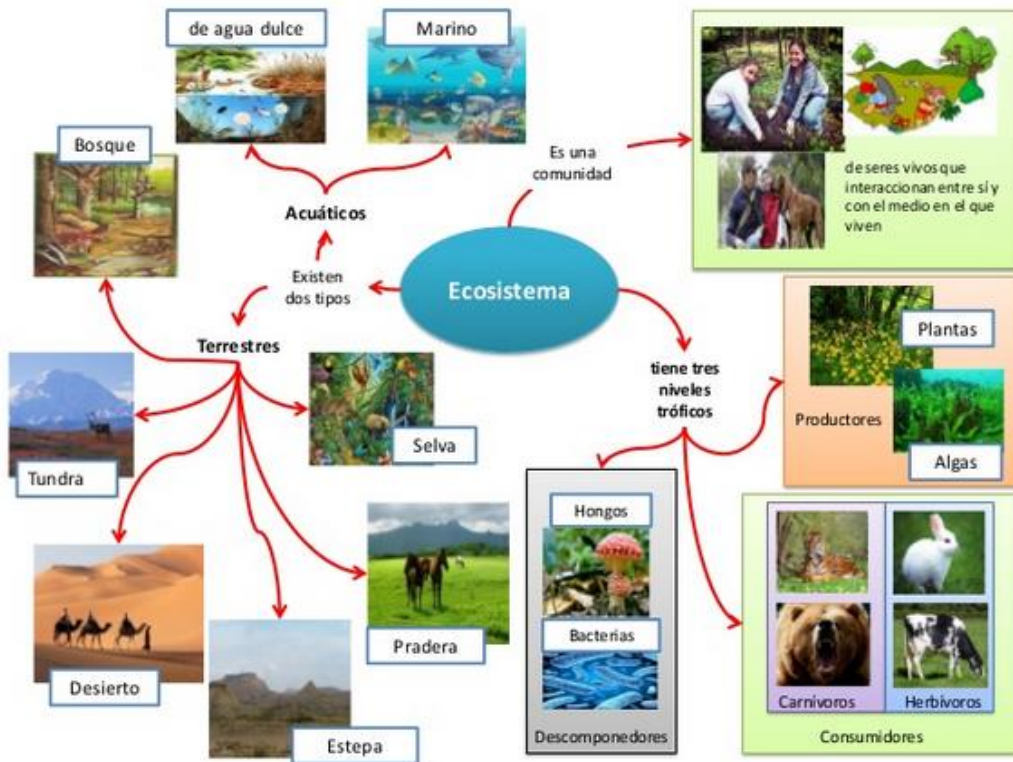 de agua dulce
Marino
Bosque
Es una
comunidad
de seres vivos que
interaccionan entre sí y
con el medio en el que
viven
Acuáticos
Existen
dos tipos
Ecosistema
Terrestres
Selva
Tundra
Desierto
Estepa
Pradera
tiene tres
niveles
tróficos
Plantas
Productores
Algas
Hongos
Bacterias
Descomponedores
Carnívoros
Herbívoros
Consumidores